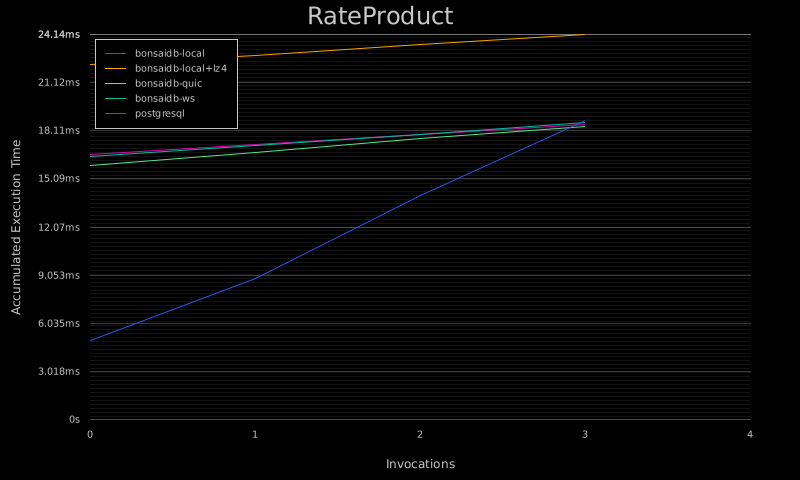 RateProduct
24.14ms
21.12ms
18.11ms
15.09ms
12.07ms
9.053ms
6.035ms
3.018ms
0s
Accumulated Execution Time
bonsaidb-local
bonsaidb-local+lz4
bonsaidb-quic
bonsaidb-ws
postgresql
0 1 2 3 4
Invocations